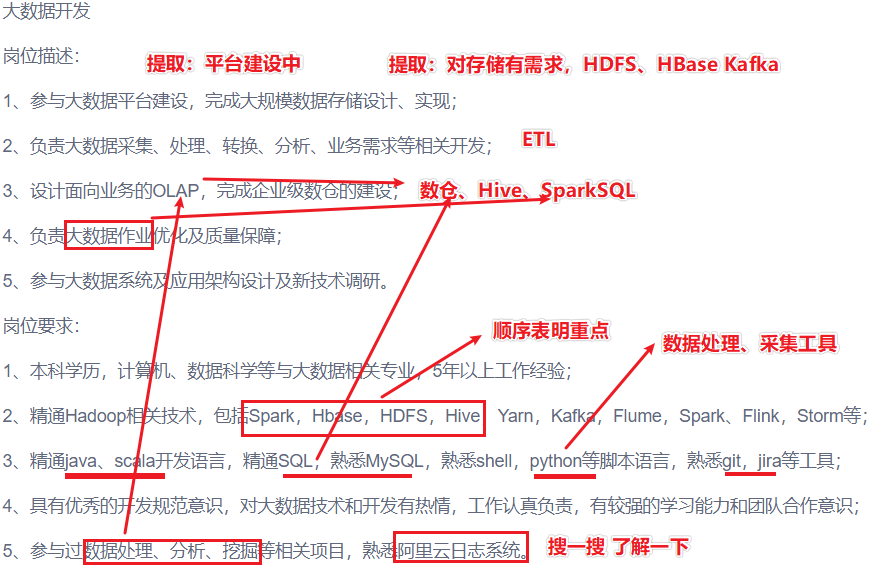 大数据开发
岗位描述：
提取：平台建设中
提取：对存储有需求，HDFS、HBase Kafka
1、参与大数据平台建设，完成大规模数据存储设计、实现；
2、负责大数据采集、处理、转换、分析、业务需求等相关开发；
ETL
3、设计面向业务的OLAP，完成企业级数仓的建设；
数仓、Hive、SparkSQL
4、负责大数据作业优化及质量保障；
5、参与大数据系统及应用架构设计及新技术调研。
岗位要求：
顺序表明重点
数据处理、采集工具
1、本科学历，计算机、数据科学等与大数据相关专业，5年以上工作经验；
2、精通Hadoop相关技术，包括Spark，Hbase，HDFS，Hive Yarn，Kafka，Flume，Spark、Flink，Storm等；
3、精通java、scala开发语言，精通SQL，熟悉MySQL，熟悉shell，python等脚本语言，熟悉git，jira等工具；
4、具有优秀的开发规范意识，对大数据技术和开发有热情，工作认真负责，有较强的学习能力和团队合作意识；
5、参与过数据处理、分析、挖掘等相关项目，熟悉阿里云日志系统。
搜一搜 了解一下